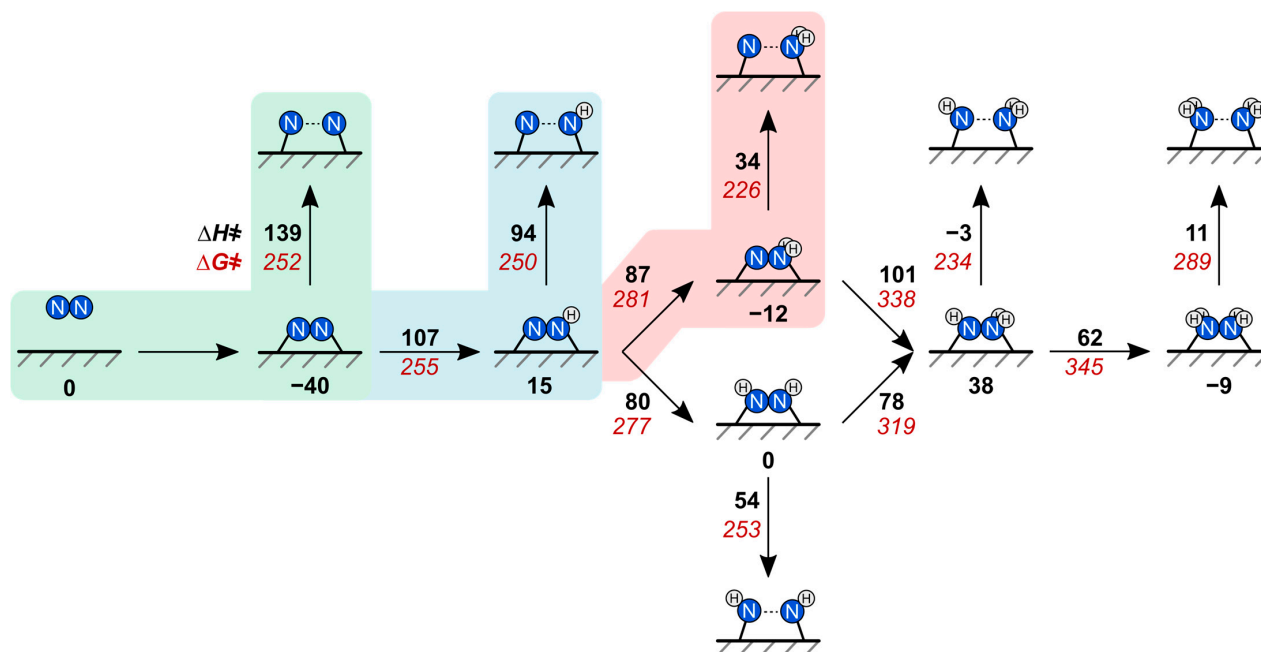 N N H H
N N
N N H
H N N H H
H H N N H H
34
226
ΔH‡ 139
ΔG‡ 252
94
250
−3
234
11
289
N N H H
87
281
101
338
N N
N N
N N H
H N N H H
H H N N H H
107
255
62
345
0
−40
15
−12
38
−9
80
277
H N N H
78
319
0
54
253
H N N H